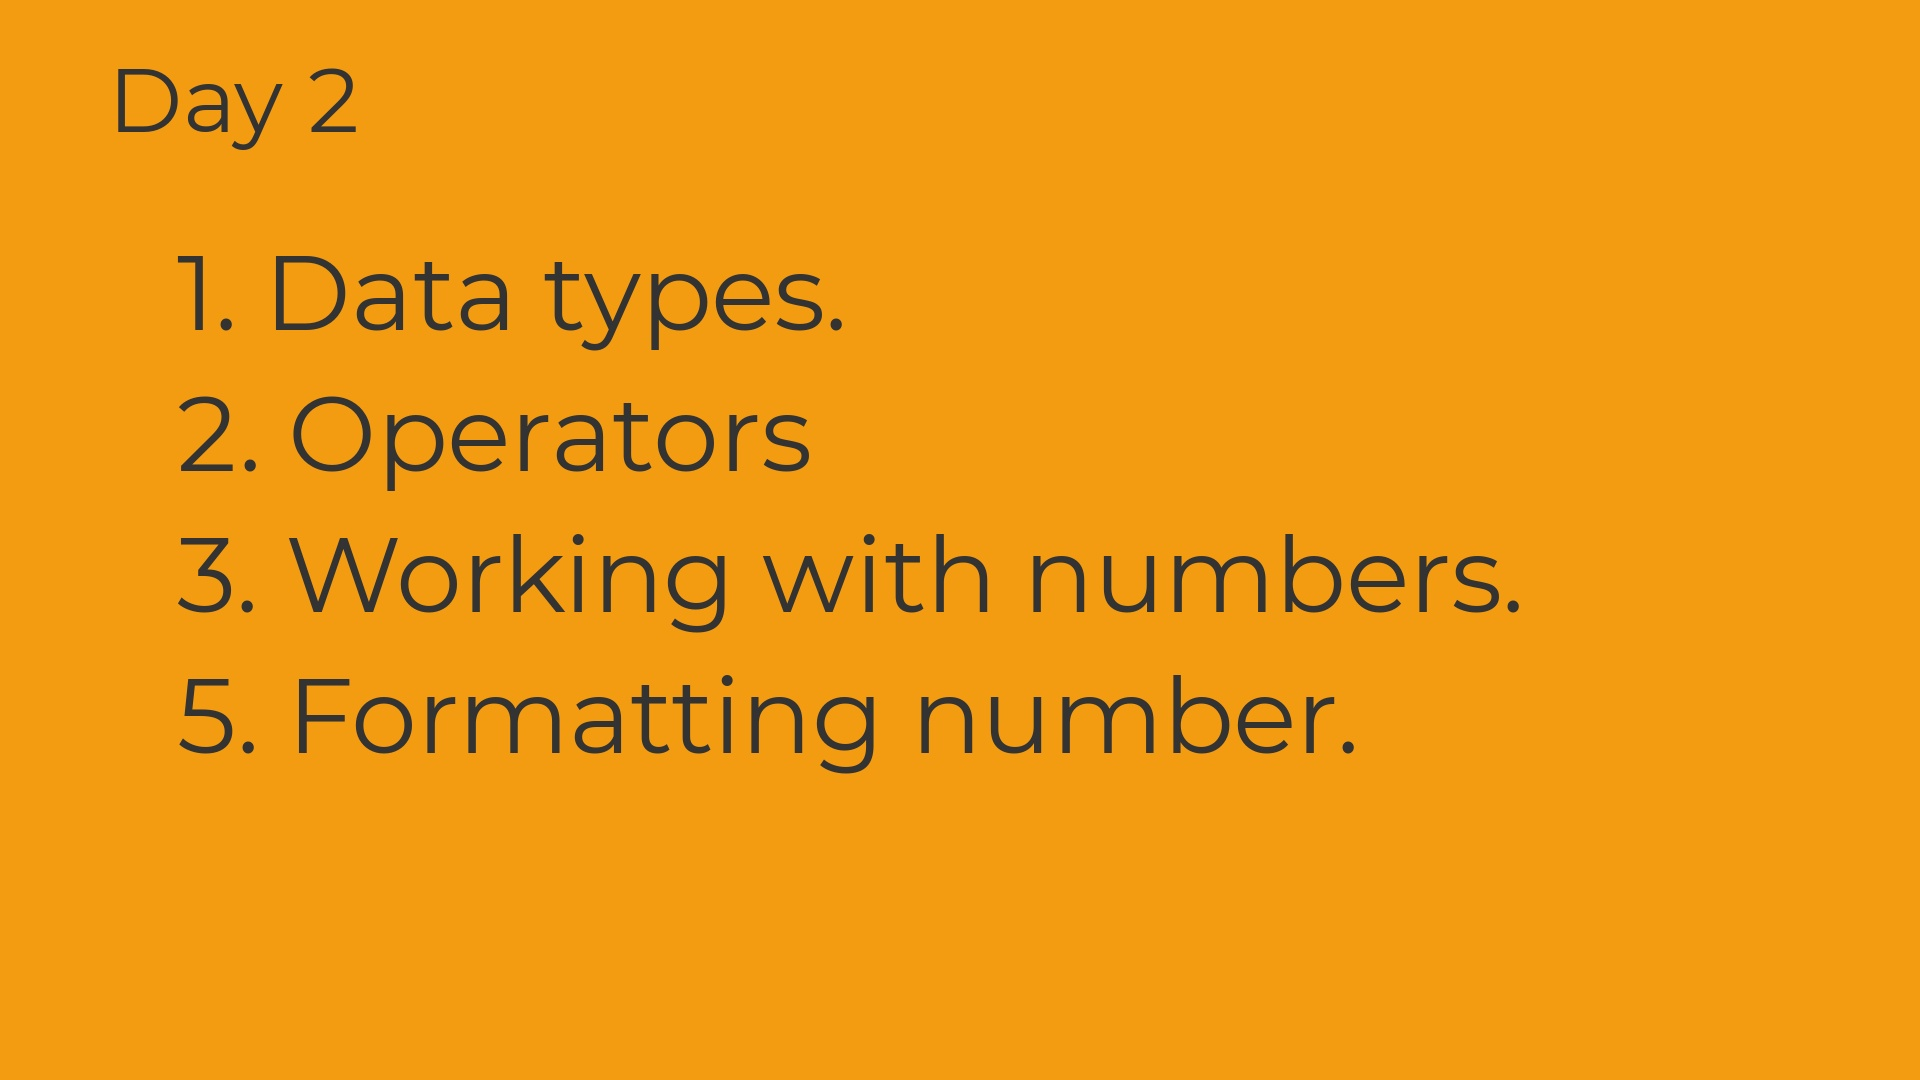 Day 2
1. Data types.
2. Operators
3. Working with numbers.
5. Formatting number.